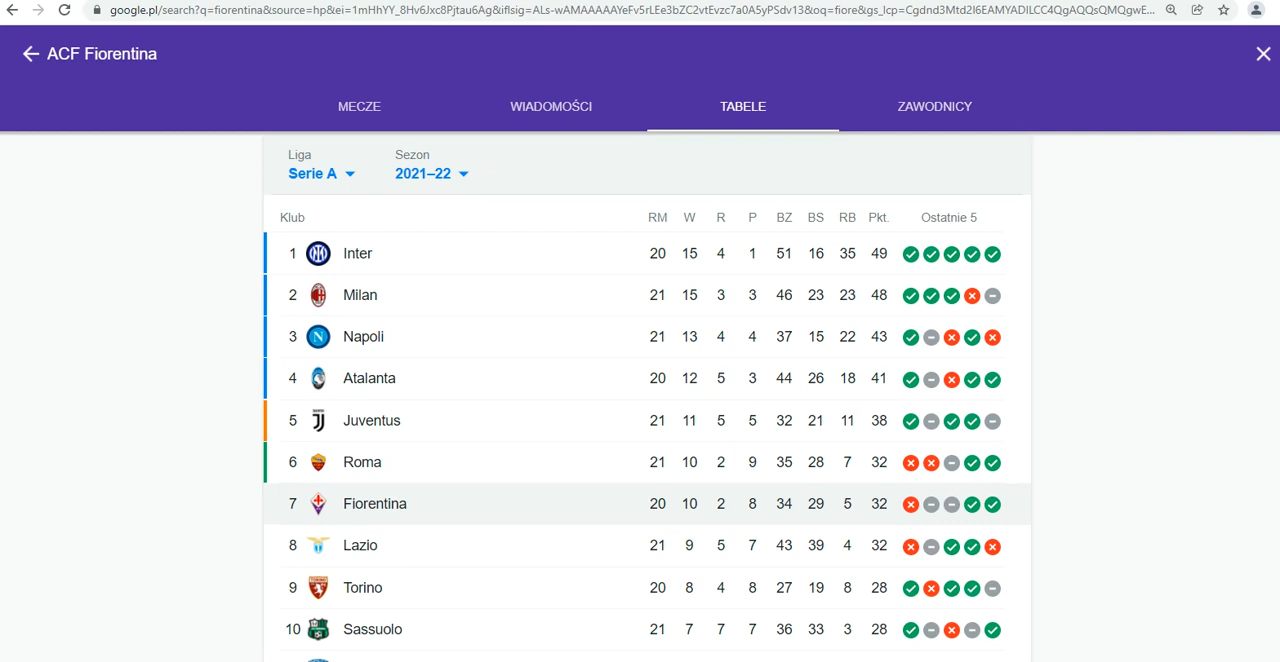 google.pl/search?q=fiorentina&source=hp&ei=1mHhYY_8Hv6Jxc8Pjtau6Ag&iflsig=ALs-wAMAAAAAYeFv5rLEe3bZC2vtEvzc7a0A5yPSdv13&oq=fiore&gs_lcp=Cgdnd3Mtd2l6EAMYADILCC4QgAQQsQMQgwE...
ACF Fiorentina
MECZE WIADOMOŚCI TABELE ZAWODNICY
Liga Sezon
Serie A 2021–22
Klub RM W R P BZ BS RB Pkt. Ostatnie 5
1 Inter 20 15 4 1 51 16 35 49
2 Milan 21 15 3 3 46 23 23 48
3 N Napoli 21 13 4 4 37 15 22 43
4 Atalanta 20 12 5 3 44 26 18 41
5 Juventus 21 11 5 5 32 21 11 38
6 Roma 21 10 2 9 35 28 7 32
7 Fiorentina 20 10 2 8 34 29 5 32
8 Lazio 21 9 5 7 43 39 4 32
9 Torino 20 8 4 8 27 19 8 28
10 Sassuolo 21 7 7 7 36 33 3 28